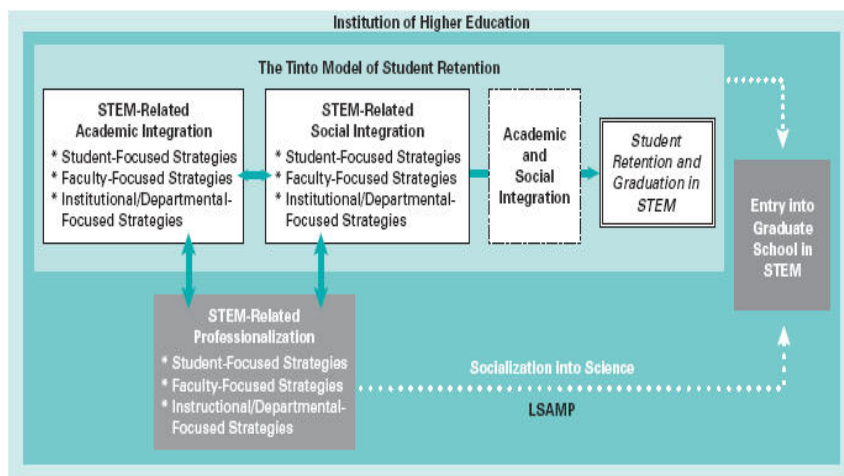 Institution of Higher Education
The Tinto Model of Student Retention
STEM-Related
Academic Integration
* Student-Focused Strategies
* Faculty-Focused Strategies
* Institutional/Departmental-
Focused Strategies
STEM-Related
Social Integration
* Student-Focused Strategies
* Faculty-Focused Strategies
* Institutional/Departmental-
Focused Strategies
Academic
and
Social
Integration
Student
Retention and
Graduation in
STEM
Entry into
Graduate
School in
STEM
STEM-Related
Professionalization
* Student-Focused Strategies
* Faculty-Focused Strategies
* Instructional/Departmental-
Focused Strategies
Socialization into Science
LSAMP